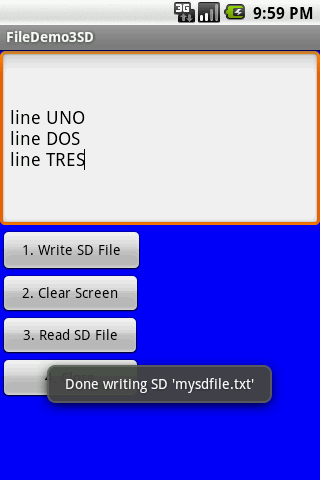 3G 9:59 PM
FileDemo3SD
line UNO
line DOS
line TRES
1. Write SD File
2. Clear Screen
3. Read SD File
Done writing SD 'mysdfile.txt'